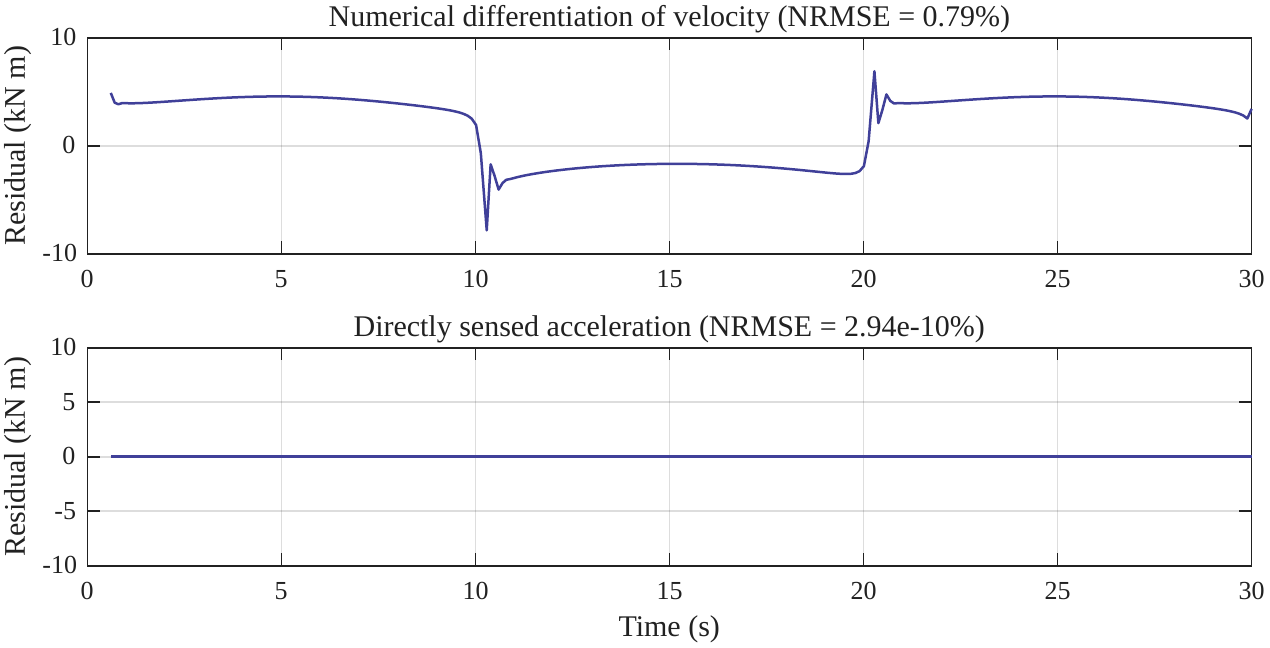 Numerical differentiation of velocity (NRMSE = 0.79%)
10
0
-10
Residual (kN m)
0 5 10 15 20 25 30
Directly sensed acceleration (NRMSE = 2.94e-10%)
10
5
0
-5
-10
Residual (kN m)
0 5 10 15 20 25 30
Time (s)